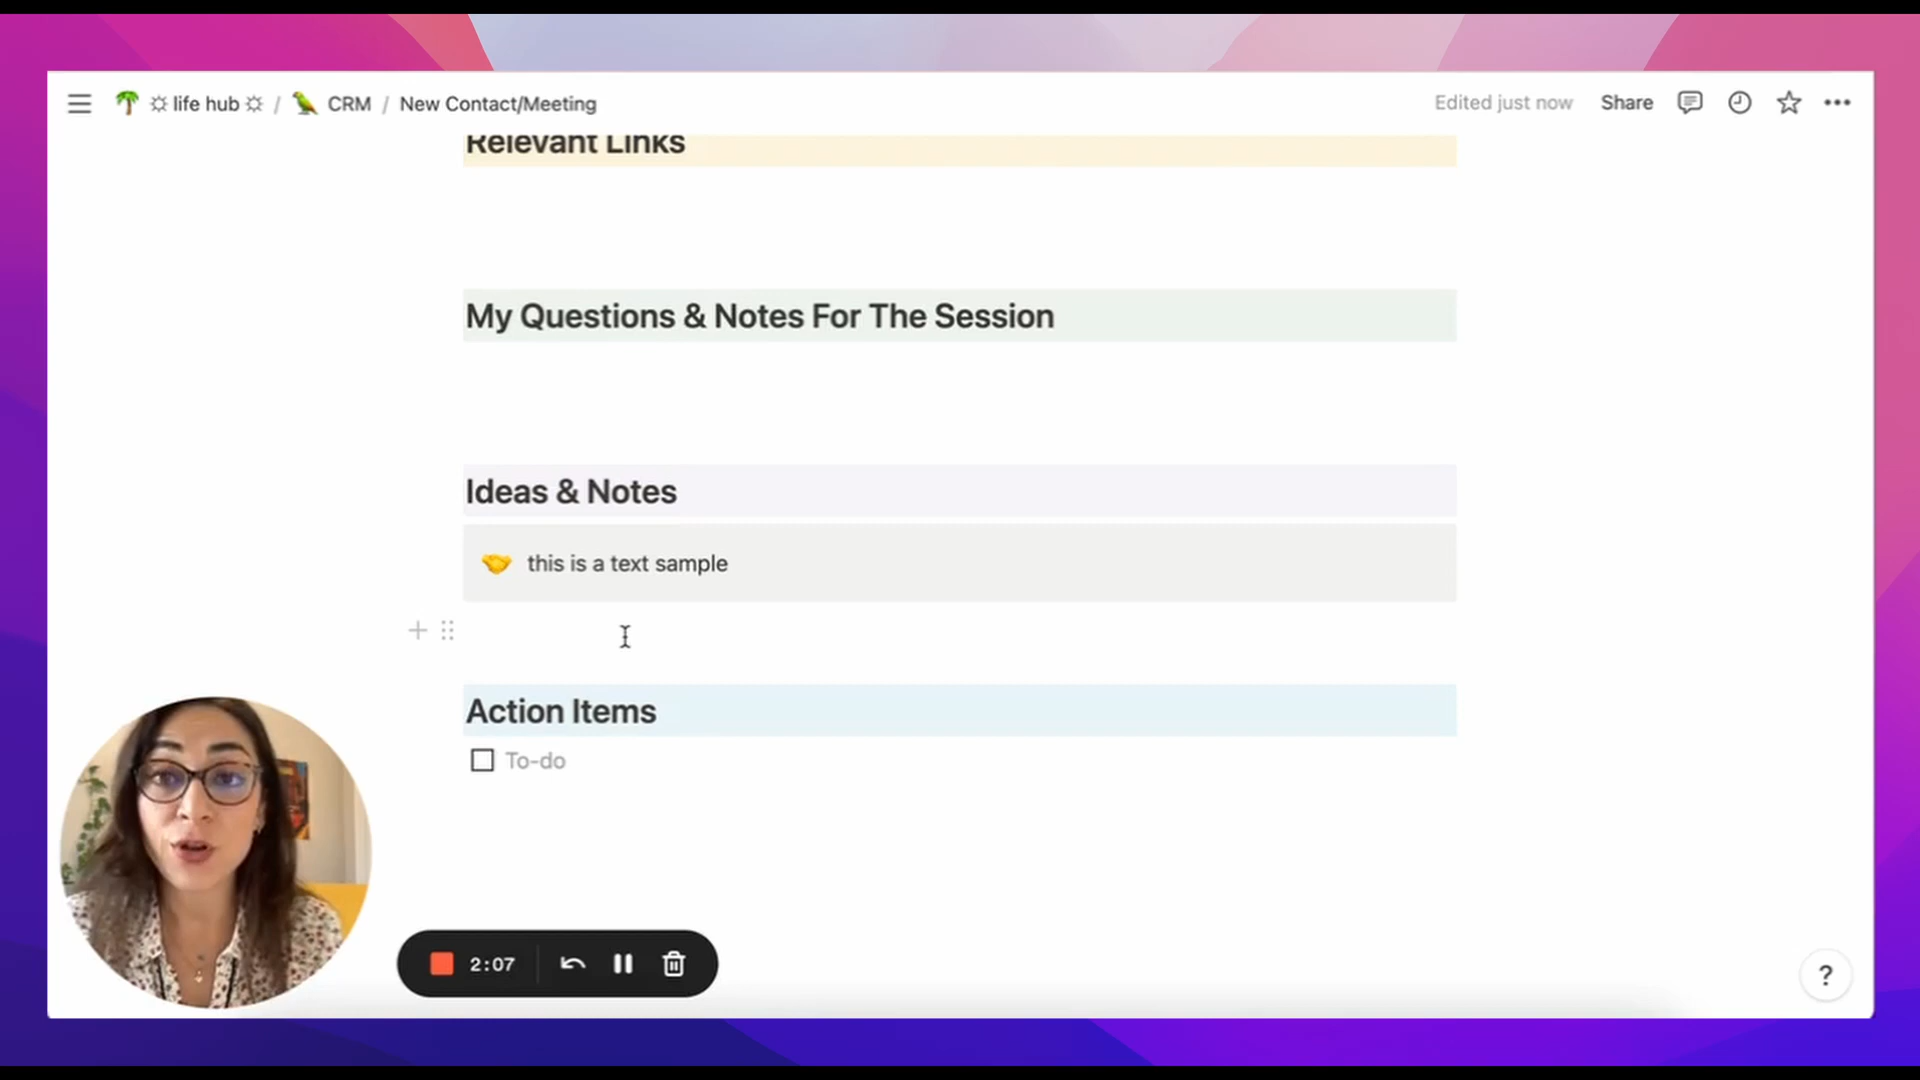 life hub / CRM / New Contact/Meeting
Edited just now Share
Relevant Links
My Questions & Notes For The Session
Ideas & Notes
this is a text sample
Action Items
To-do
2:07
?